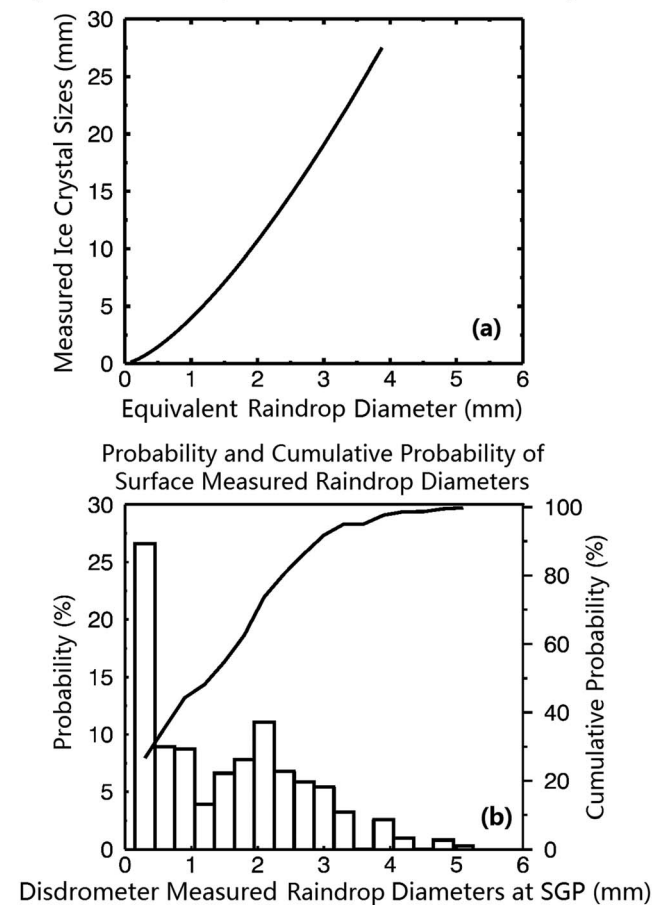 30
25
20
15
10
5
0
Measured Ice Crystal Sizes (mm)
(a)
0 1 2 3 4 5 6
Equivalent Raindrop Diameter (mm)
Probability and Cumulative Probability of
Surface Measured Raindrop Diameters
30
25
20
15
10
5
0
Probability (%)
100
80
60
40
20
0
Cumulative Probability (%)
(b)
0 1 2 3 4 5 6
Disdrometer Measured Raindrop Diameters at SGP (mm)